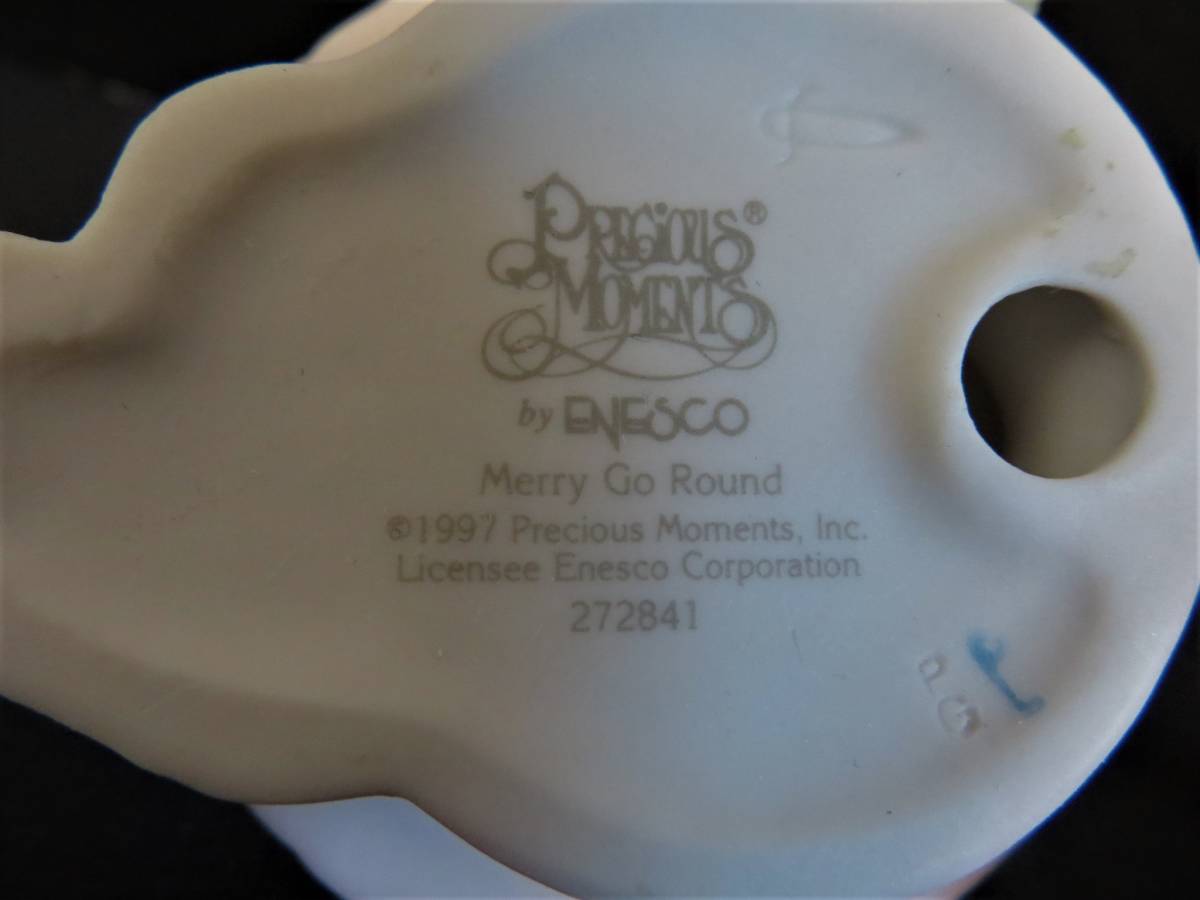 PRECIOUS®
MOMENTS
by ENESCO
Merry Go Round
©1997 Precious Moments, Inc.
Licensee Enesco Corporation
272841